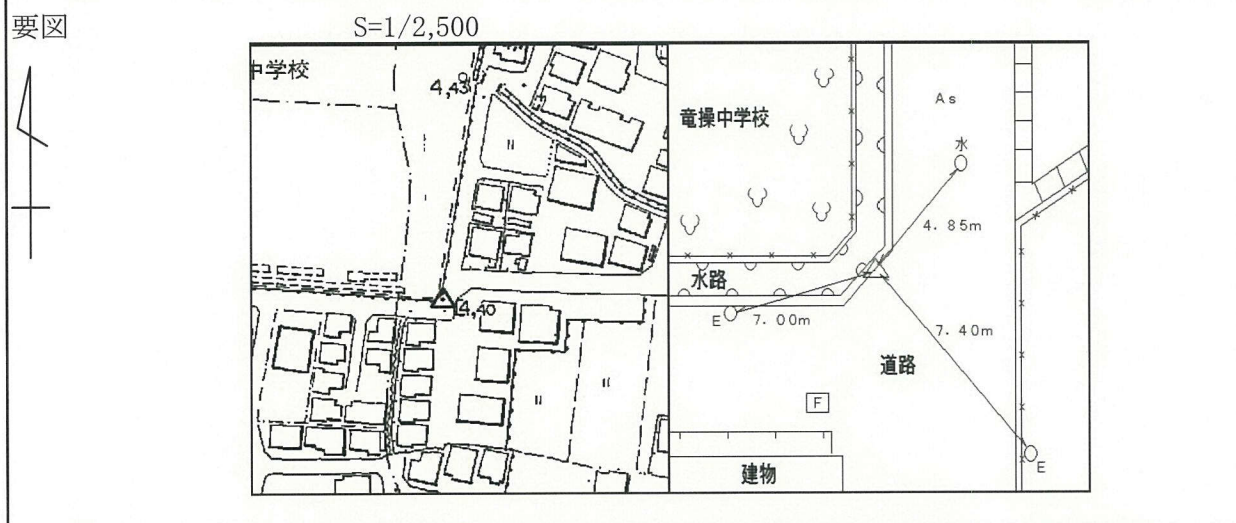 要図
S=1/2,500
中学校
4,43
4,40
竜操中学校
As
水
4.85m
水路
E
7.00m
7.40m
道路
F
建物
E